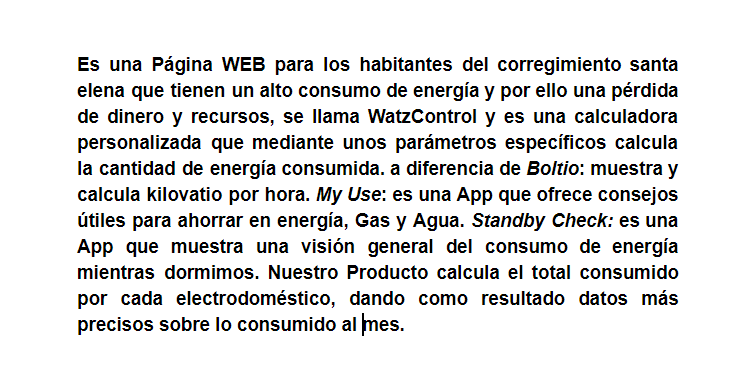 Es una Página WEB para los habitantes del corregimiento santa
elena que tienen un alto consumo de energía y por ello una pérdida
de dinero y recursos, se llama WatzControl y es una calculadora
personalizada que mediante unos parámetros específicos calcula
la cantidad de energía consumida. a diferencia de Boltio: muestra y
calcula kilovatio por hora. My Use: es una App que ofrece consejos
útiles para ahorrar en energía, Gas y Agua. Standby Check: es una
App que muestra una visión general del consumo de energía
mientras dormimos. Nuestro Producto calcula el total consumido
por cada electrodoméstico, dando como resultado datos más
precisos sobre lo consumido al mes.